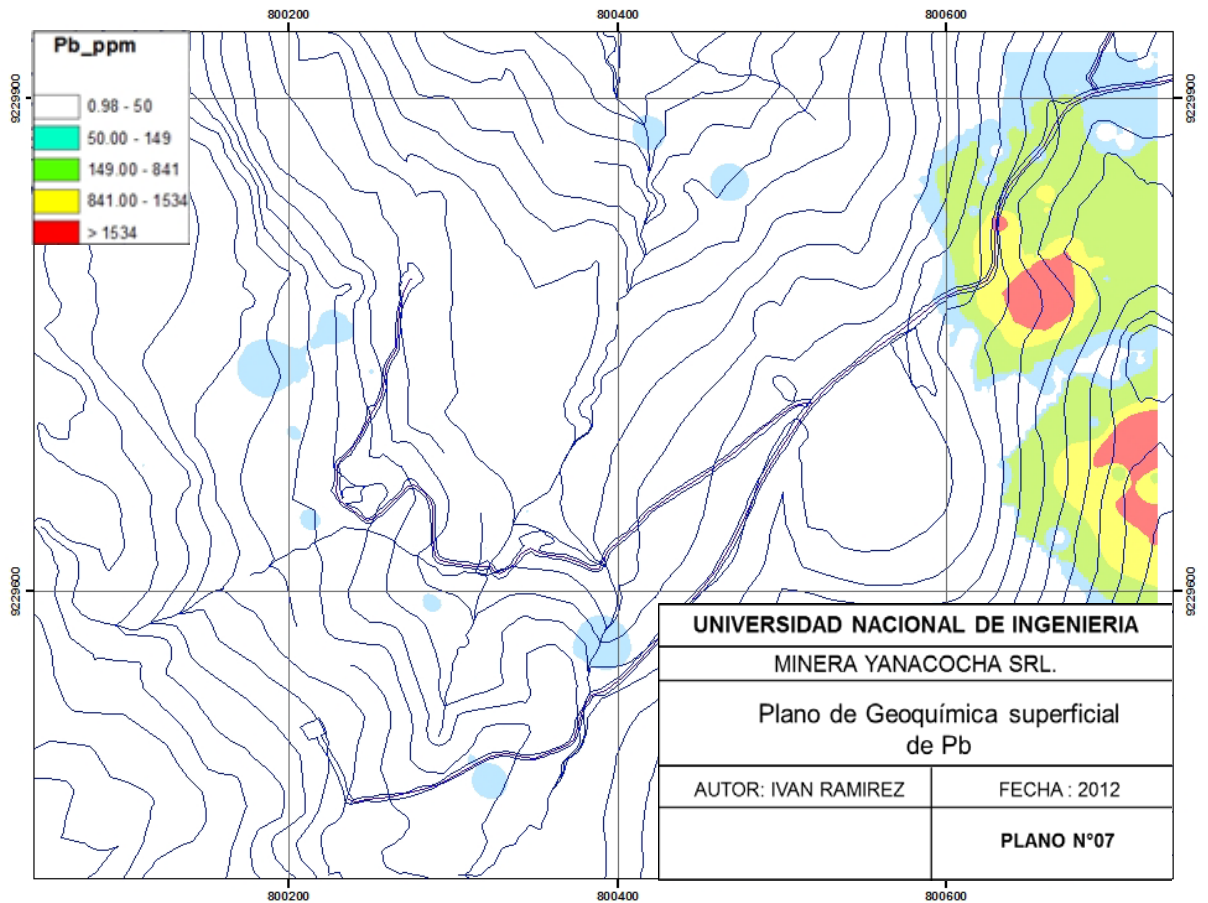 800200
800400
800600
Pb_ppm
0.98 - 50
50.00 - 149
149.00 - 841
841.00 - 1534
> 1534
9229900
9229900
9229600
9229600
UNIVERSIDAD NACIONAL DE INGENIERIA
MINERA YANACOCHA SRL.
Plano de Geoquímica superficial
de Pb
AUTOR: IVAN RAMIREZ
FECHA : 2012
PLANO N°07
800200
800400
800600